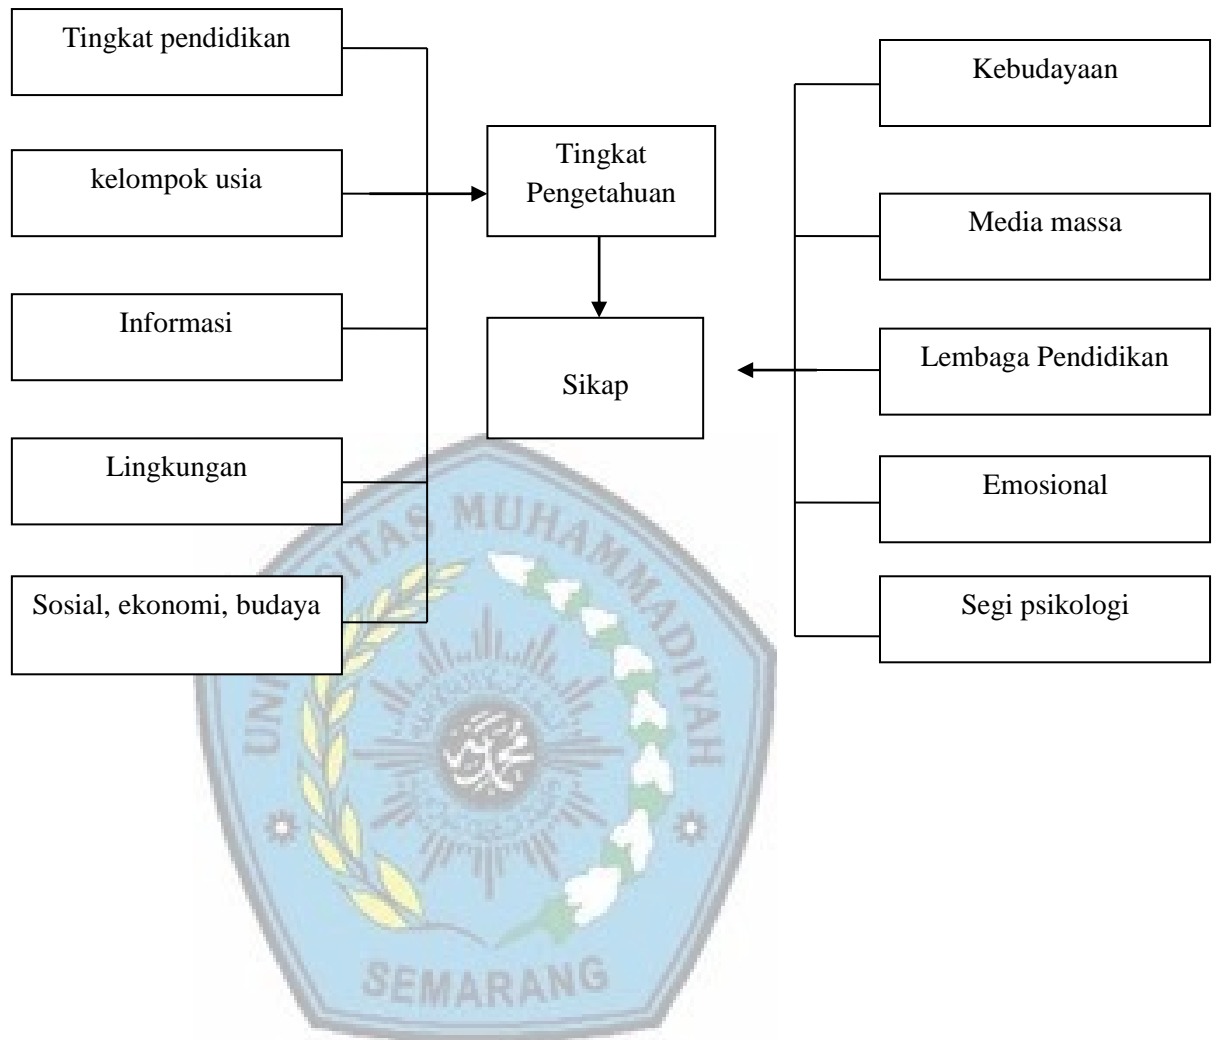 Tingkat pendidikan
kelompok usia
Informasi
Lingkungan
Sosial, ekonomi, budaya
Tingkat
Pengetahuan
Sikap
Kebudayaan
Media massa
Lembaga Pendidikan
Emosional
Segi psikologi
MUHAMMADIYAH
SEMARANG